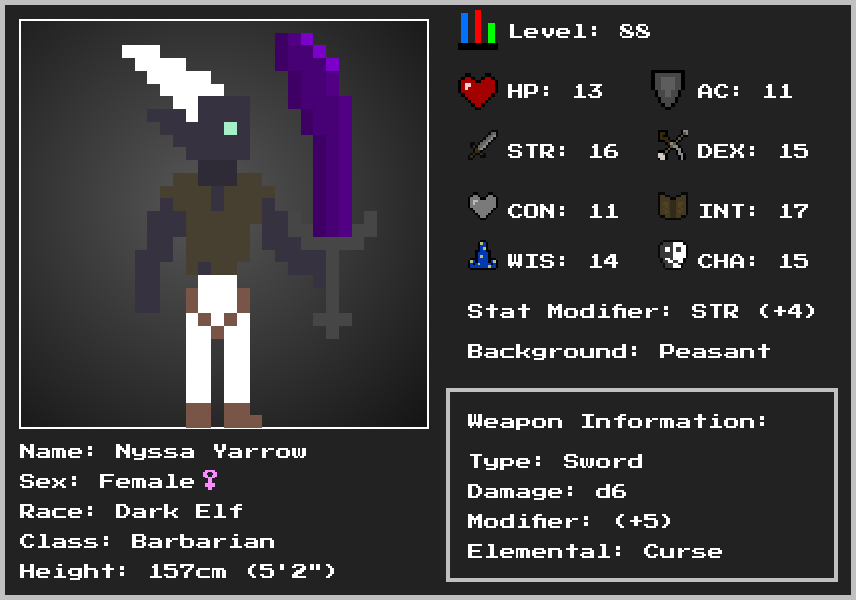 Level: 88
HP: 13
AC: 11
STR: 16
DEX: 15
CON: 11
INT: 17
WIS: 14
CHA: 15
Stat Modifier: STR (+4)
Background: Peasant
Weapon Information:
Type: Sword
Damage: d6
Modifier: (+5)
Elemental: Curse
Name: Nyssa Yarrow
Sex: Female♀
Race: Dark Elf
Class: Barbarian
Height: 157cm (5'2")